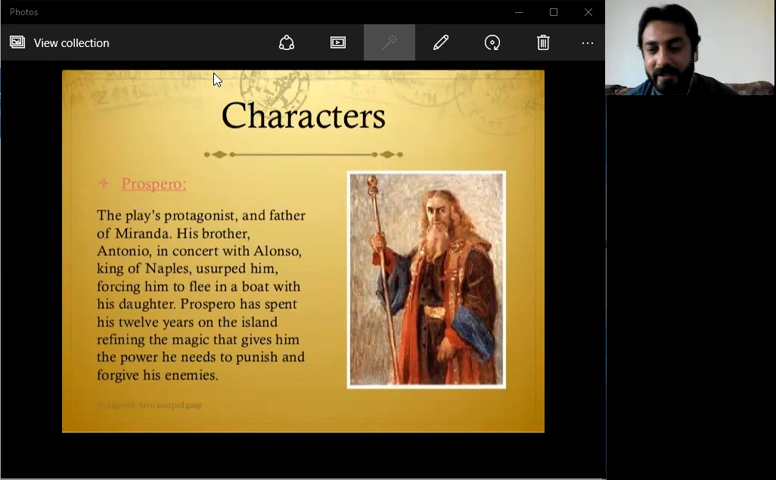 Photos
View collection
Characters
Prospero:
The play's protagonist, and father
of Miranda. His brother,
Antonio, in concert with Alonso,
king of Naples, usurped him,
forcing him to flee in a boat with
his daughter. Prospero has spent
his twelve years on the island
refining the magic that gives him
the power he needs to punish and
forgive his enemies.